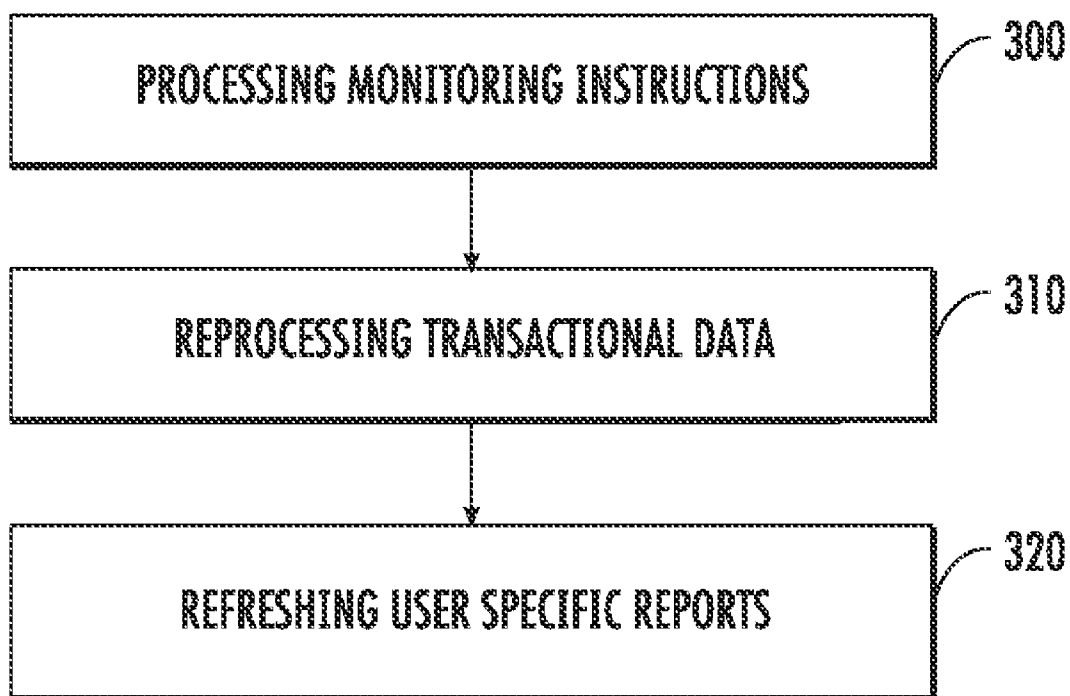 PROCESSING MONITORING INSTRUCTIONS
300
REPROCESSING TRANSACTIONAL DATA
310
REFRESHING USER SPECIFIC REPORTS
320